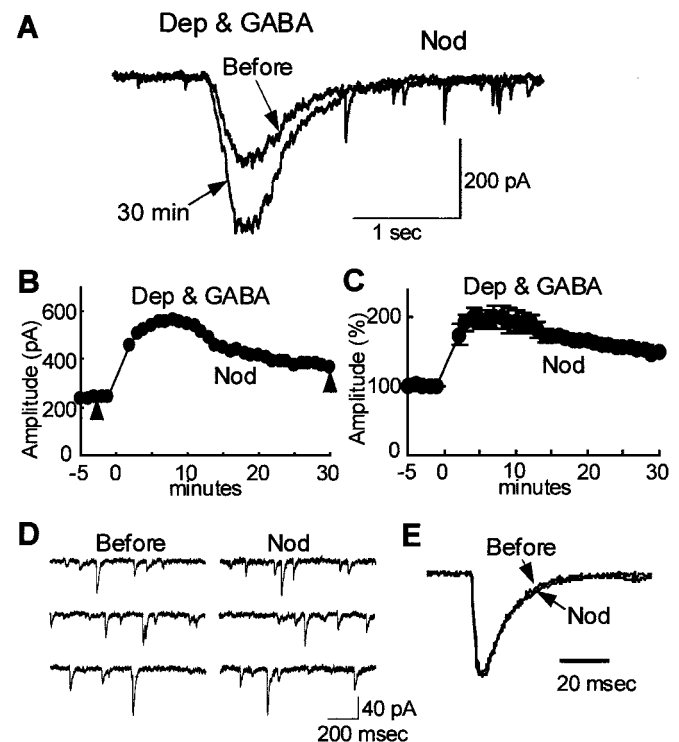 A
Dep & GABA
Nod
Before
30 min
200 pA
1 sec
B
Dep & GABA
Nod
Amplitude (pA)
600
400
200
0
-5 0 10 20 30
minutes
C
Dep & GABA
Nod
Amplitude (%)
200
100
0
-5 0 10 20 30
minutes
D
Before
Nod
40 pA
200 msec
E
Before
Nod
20 msec